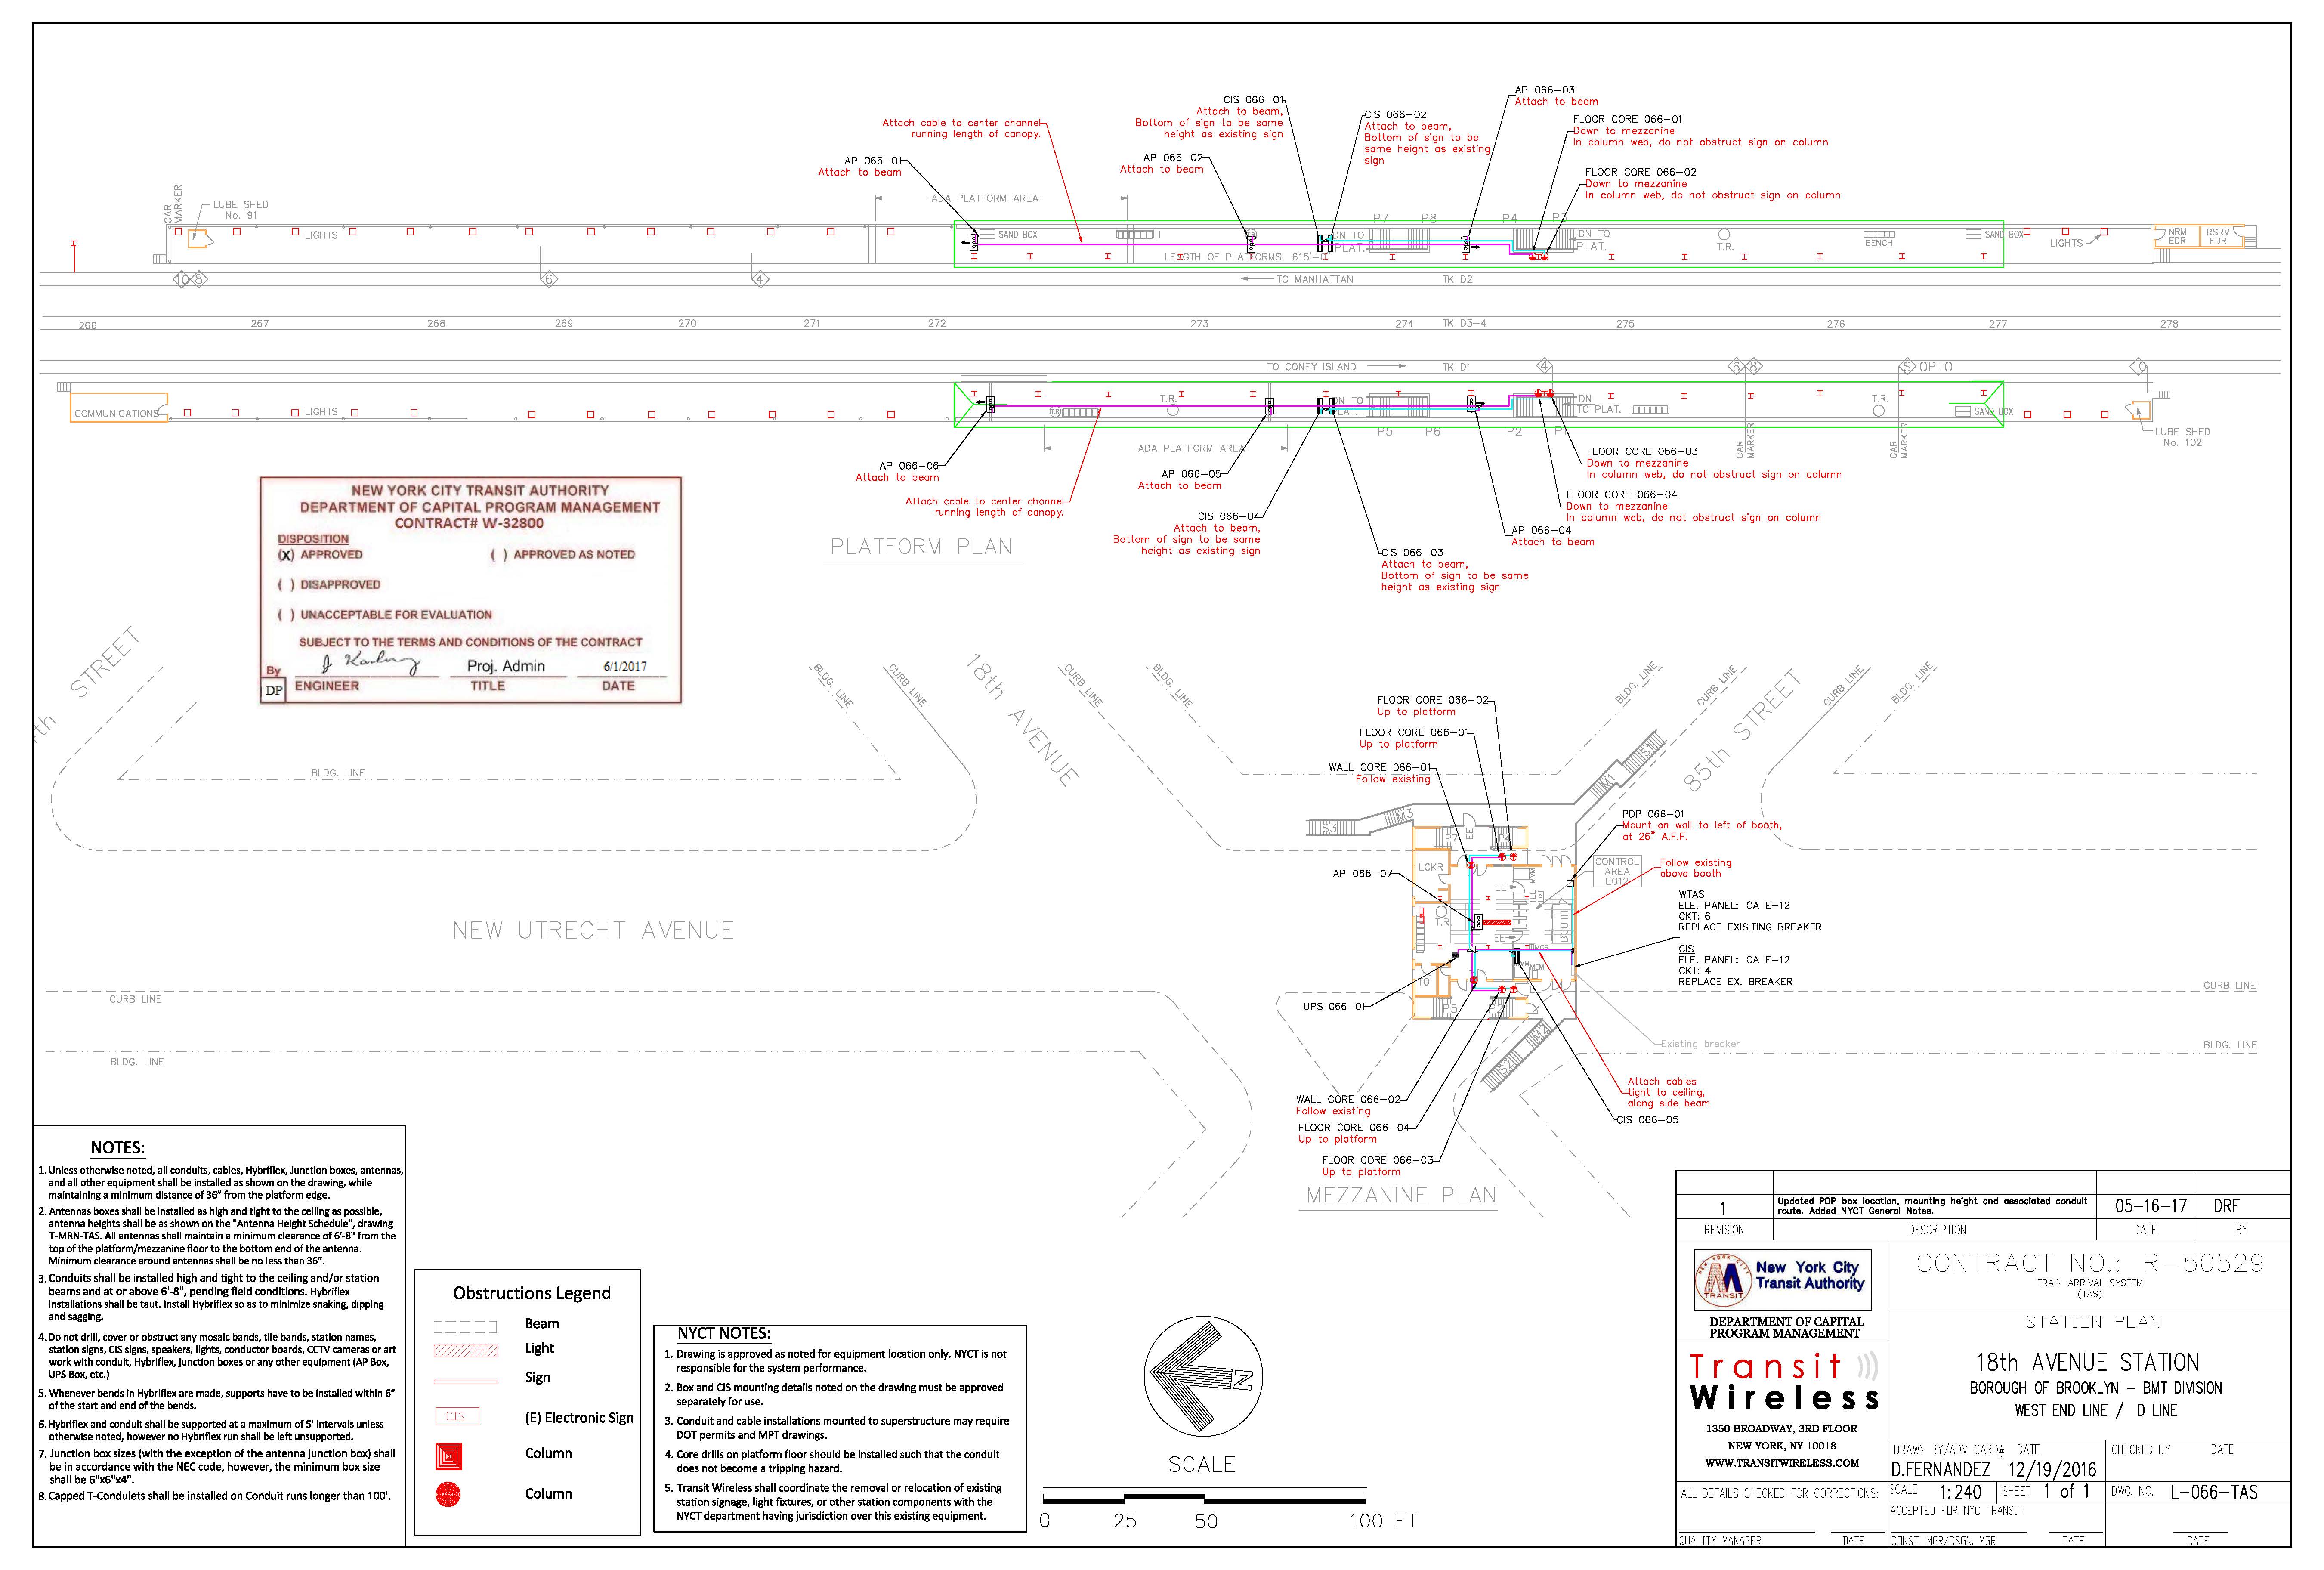 CIS 066-01
Attach to beam,
Bottom of sign to be same
height as existing sign
CIS 066-02
Attach to beam,
Bottom of sign to be
same height as existing
sign
AP 066-03
Attach to beam
FLOOR CORE 066-01
Down to mezzanine
In column web, do not obstruct sign on column
Attach cable to center channel
running length of canopy.
AP 066-01
Attach to beam
AP 066-02
Attach to beam
FLOOR CORE 066-02
Down to mezzanine
In column web, do not obstruct sign on column
CAR
MARKER
LUBE SHED
No. 91
ADA PLATFORM AREA
P7
P8
P4
P3
LIGHTS
SAND BOX
DN TO
PLAT.
DN TO
PLAT.
T.R.
BENCH
SAND BOX
LIGHTS
NRM
EDR
RSRV
EDR
LENGTH OF PLATFORMS: 615'-0
10
8
6
4
TO MANHATTAN
TK D2
266
267
268
269
270
271
272
273
274
TK D3-4
275
276
277
278
TO CONEY ISLAND
TK D1
4
6
8
S
OPTO
10
COMMUNICATIONS
LIGHTS
T.R.
T.R.
DN TO
PLAT.
DN
TO PLAT.
T.R.
SAND BOX
P5
P6
P2
P1
ADA PLATFORM AREA
CAR
MARKER
CAR
MARKER
LUBE SHED
No. 102
AP 066-06
Attach to beam
AP 066-05
Attach to beam
FLOOR CORE 066-03
Down to mezzanine
In column web, do not obstruct sign on column
Attach cable to center channel
running length of canopy.
FLOOR CORE 066-04
Down to mezzanine
In column web, do not obstruct sign on column
CIS 066-04
Attach to beam,
Bottom of sign to be same
height as existing sign
AP 066-04
Attach to beam
CIS 066-03
Attach to beam,
Bottom of sign to be same
height as existing sign
PLATFORM PLAN
NEW YORK CITY TRANSIT AUTHORITY
DEPARTMENT OF CAPITAL PROGRAM MANAGEMENT
CONTRACT# W-32800
DISPOSITION
(X) APPROVED
( ) APPROVED AS NOTED
( ) DISAPPROVED
( ) UNACCEPTABLE FOR EVALUATION
SUBJECT TO THE TERMS AND CONDITIONS OF THE CONTRACT
By
Proj. Admin
6/1/2017
DP
ENGINEER
TITLE
DATE
STREET
BLDG. LINE
CURB LINE
18th AVENUE
CURB LINE
BLDG. LINE
BLDG. LINE
CURB LINE
85th STREET
CURB LINE
BLDG. LINE
BLDG. LINE
FLOOR CORE 066-02
Up to platform
FLOOR CORE 066-01
Up to platform
WALL CORE 066-01
Follow existing
S1
M1
S3
M3
P7
EE
P4
LCKR
PDP 066-01
Mount on wall to left of booth,
at 26" A.F.F.
CONTROL
AREA
E012
Follow existing
above booth
AP 066-07
EE
MVM
TEL
T.R.
BOOTH
EE
MCR
MEM
WTAS
ELE. PANEL: CA E-12
CKT: 6
REPLACE EXISITING BREAKER
CIS
ELE. PANEL: CA E-12
CKT: 4
REPLACE EX. BREAKER
NEW UTRECHT AVENUE
UPS 066-01
P5
M2
S2
CURB LINE
CURB LINE
Existing breaker
BLDG. LINE
BLDG. LINE
Attach cables
tight to ceiling,
along side beam
CIS 066-05
WALL CORE 066-02
Follow existing
FLOOR CORE 066-04
Up to platform
FLOOR CORE 066-03
Up to platform
MEZZANINE PLAN
NOTES:
1. Unless otherwise noted, all conduits, cables, Hybriflex, Junction boxes, antennas,
and all other equipment shall be installed as shown on the drawing, while
maintaining a minimum distance of 36" from the platform edge.
2. Antennas boxes shall be installed as high and tight to the ceiling as possible,
antenna heights shall be as shown on the "Antenna Height Schedule", drawing
T-MRN-TAS. All antennas shall maintain a minimum clearance of 6'-8" from the
top of the platform/mezzanine floor to the bottom end of the antenna.
Minimum clearance around antennas shall be no less than 36".
3. Conduits shall be installed high and tight to the ceiling and/or station
beams and at or above 6'-8", pending field conditions. Hybriflex
installations shall be taut. Install Hybriflex so as to minimize snaking, dipping
and sagging.
4. Do not drill, cover or obstruct any mosaic bands, tile bands, station names,
station signs, CIS signs, speakers, lights, conductor boards, CCTV cameras or art
work with conduit, Hybriflex, junction boxes or any other equipment (AP Box,
UPS Box, etc.)
5. Whenever bends in Hybriflex are made, supports have to be installed within 6"
of the start and end of the bends.
6. Hybriflex and conduit shall be supported at a maximum of 5' intervals unless
otherwise noted, however no Hybriflex run shall be left unsupported.
7. Junction box sizes (with the exception of the antenna junction box) shall
be in accordance with the NEC code, however, the minimum box size
shall be 6"x6"x4".
8. Capped T-Condulets shall be installed on Conduit runs longer than 100'.
Obstructions Legend
Beam
Light
Sign
CIS
(E) Electronic Sign
Column
Column
NYCT NOTES:
1. Drawing is approved as noted for equipment location only. NYCT is not
responsible for the system performance.
2. Box and CIS mounting details noted on the drawing must be approved
separately for use.
3. Conduit and cable installations mounted to superstructure may require
DOT permits and MPT drawings.
4. Core drills on platform floor should be installed such that the conduit
does not become a tripping hazard.
5. Transit Wireless shall coordinate the removal or relocation of existing
station signage, light fixtures, or other station components with the
NYCT department having jurisdiction over this existing equipment.
N
SCALE
0 25 50 100 FT
1
Updated PDP box location, mounting height and associated conduit
route. Added NYCT General Notes.
05-16-17
DRF
REVISION
DESCRIPTION
DATE
BY
NEW YORK CITY
TRANSIT
New York City
Transit Authority
DEPARTMENT OF CAPITAL
PROGRAM MANAGEMENT
Transit
Wireless
1350 BROADWAY, 3RD FLOOR
NEW YORK, NY 10018
WWW.TRANSITWIRELESS.COM
ALL DETAILS CHECKED FOR CORRECTIONS:
QUALITY MANAGER
DATE
CONTRACT NO.: R-50529
TRAIN ARRIVAL SYSTEM
(TAS)
STATION PLAN
18th AVENUE STATION
BOROUGH OF BROOKLYN - BMT DIVISION
WEST END LINE / D LINE
DRAWN BY/ADM CARD# DATE
D.FERNANDEZ 12/19/2016
CHECKED BY DATE
SCALE 1:240
SHEET 1 of 1
DWG. NO. L-066-TAS
ACCEPTED FOR NYC TRANSIT:
CONST. MGR/DSGN. MGR
DATE
DATE